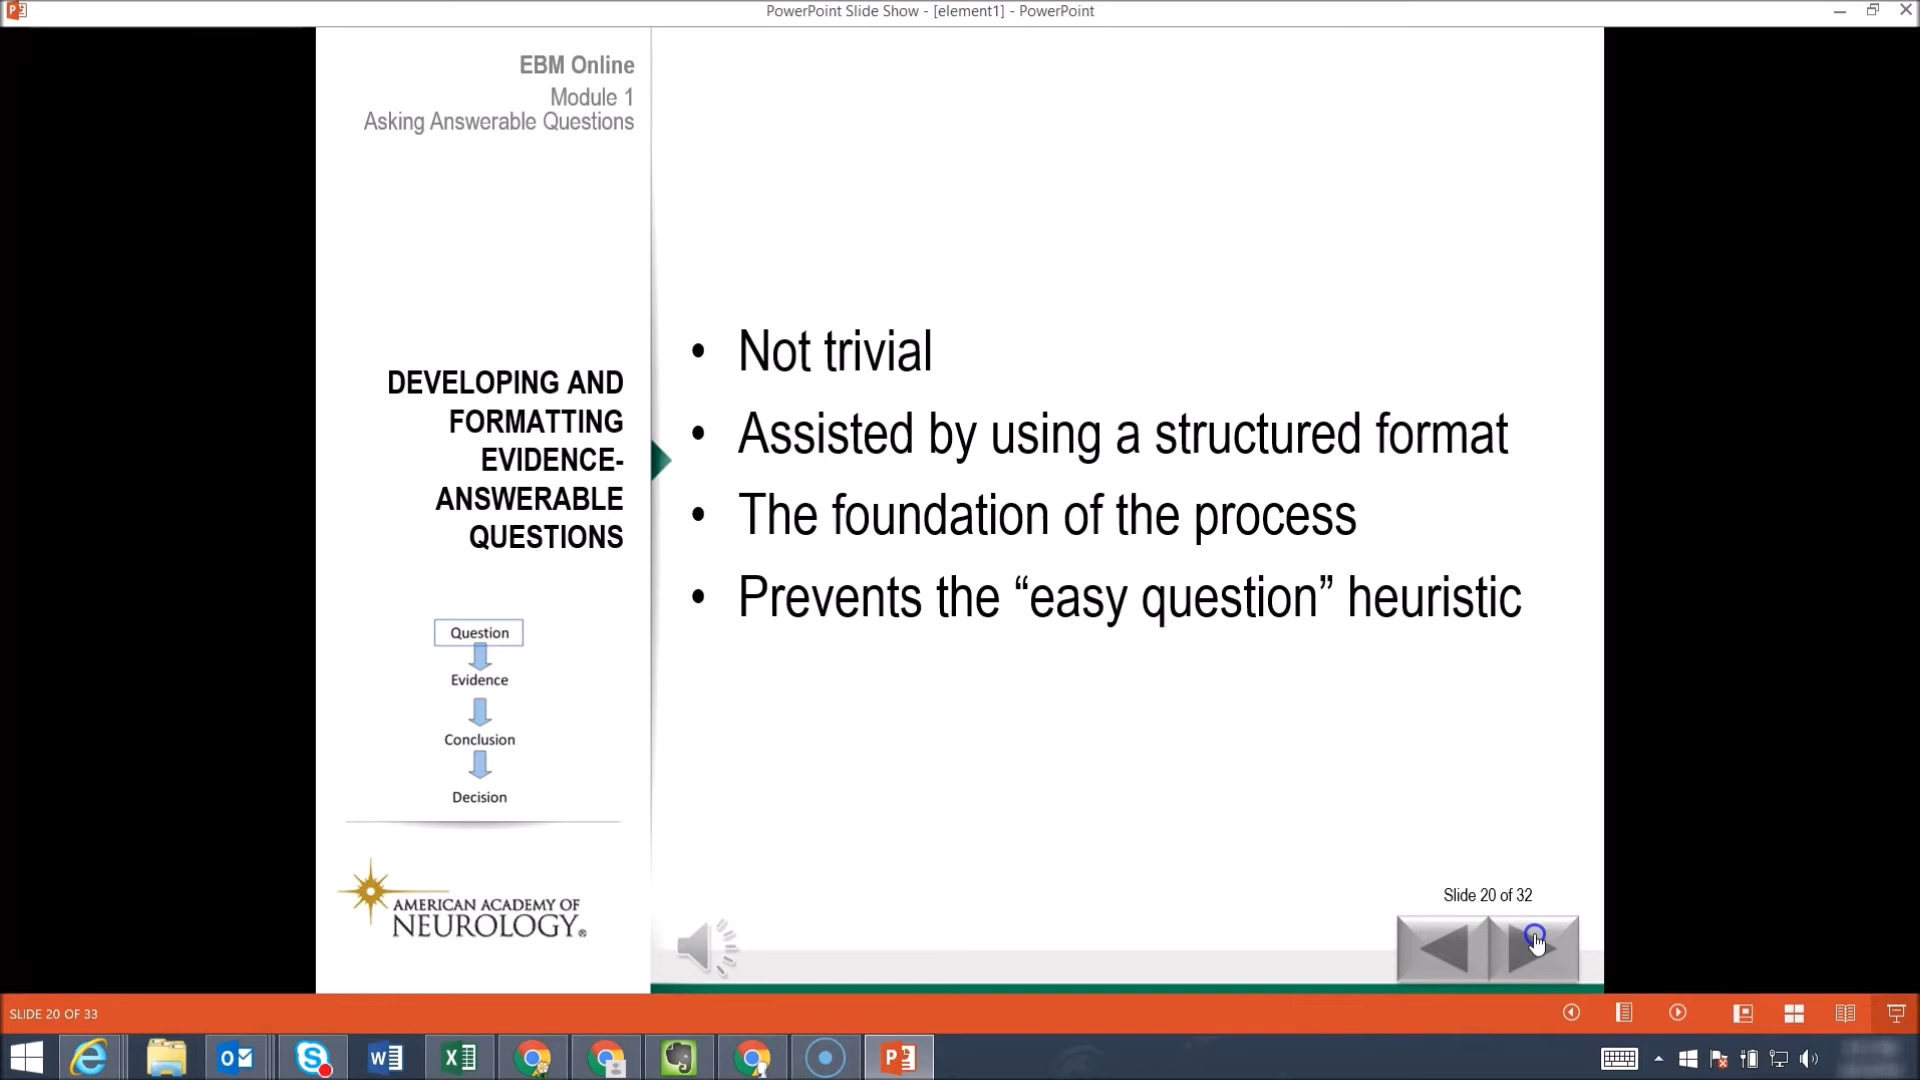 PowerPoint Slide Show - [element1] - PowerPoint
EBM Online
Module 1
Asking Answerable Questions
DEVELOPING AND
FORMATTING
EVIDENCE-
ANSWERABLE
QUESTIONS
Question
Evidence
Conclusion
Decision
AMERICAN ACADEMY OF
NEUROLOGY®
• Not trivial
• Assisted by using a structured format
• The foundation of the process
• Prevents the “easy question” heuristic
Slide 20 of 32
SLIDE 20 OF 33